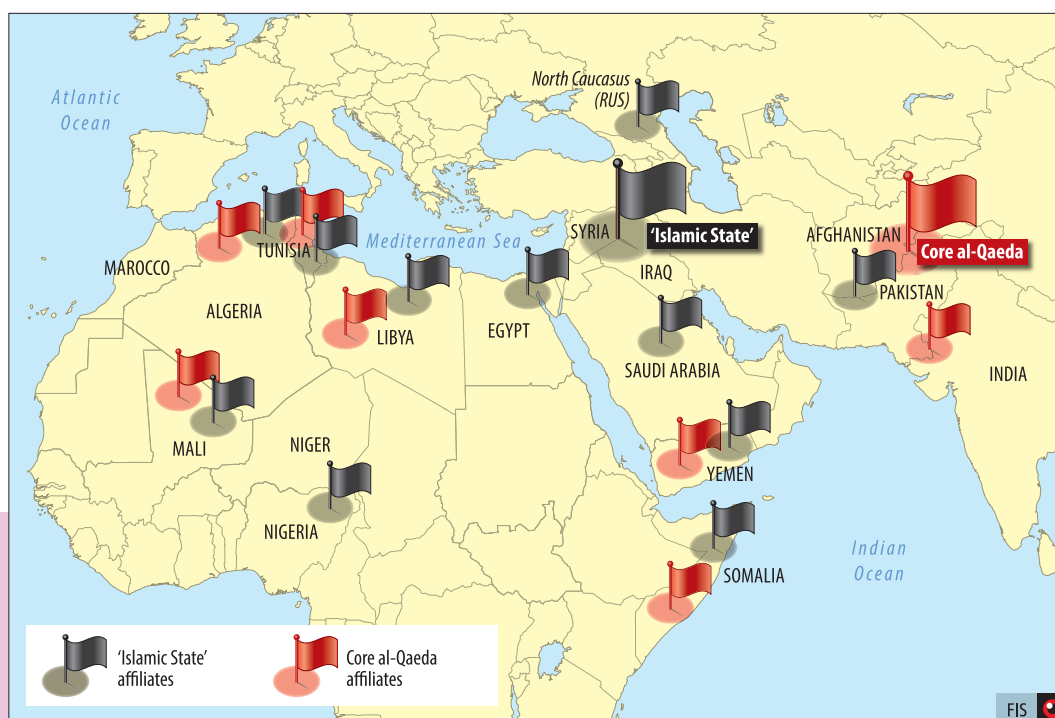 Atlantic
Ocean
North Caucasus
(RUS)
SYRIA
'Islamic State'
AFGHANISTAN
Core al-Qaeda
Mediterranean Sea
TUNISIA
MAROCCO
IRAQ
PAKISTAN
ALGERIA
LIBYA
EGYPT
SAUDI ARABIA
INDIA
MALI
NIGER
YEMEN
NIGERIA
SOMALIA
Indian
Ocean
'Islamic State'
affiliates
Core al-Qaeda
affiliates
FIS